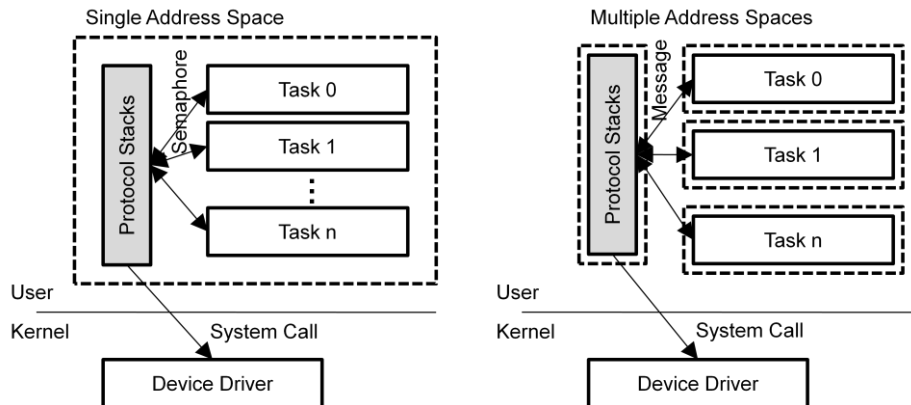 Single Address Space
Protocol Stacks
Semaphore
Task 0
Task 1
Task n
User
Kernel
System Call
Device Driver
Multiple Address Spaces
Protocol Stacks
Message
Task 0
Task 1
Task n
User
Kernel
System Call
Device Driver